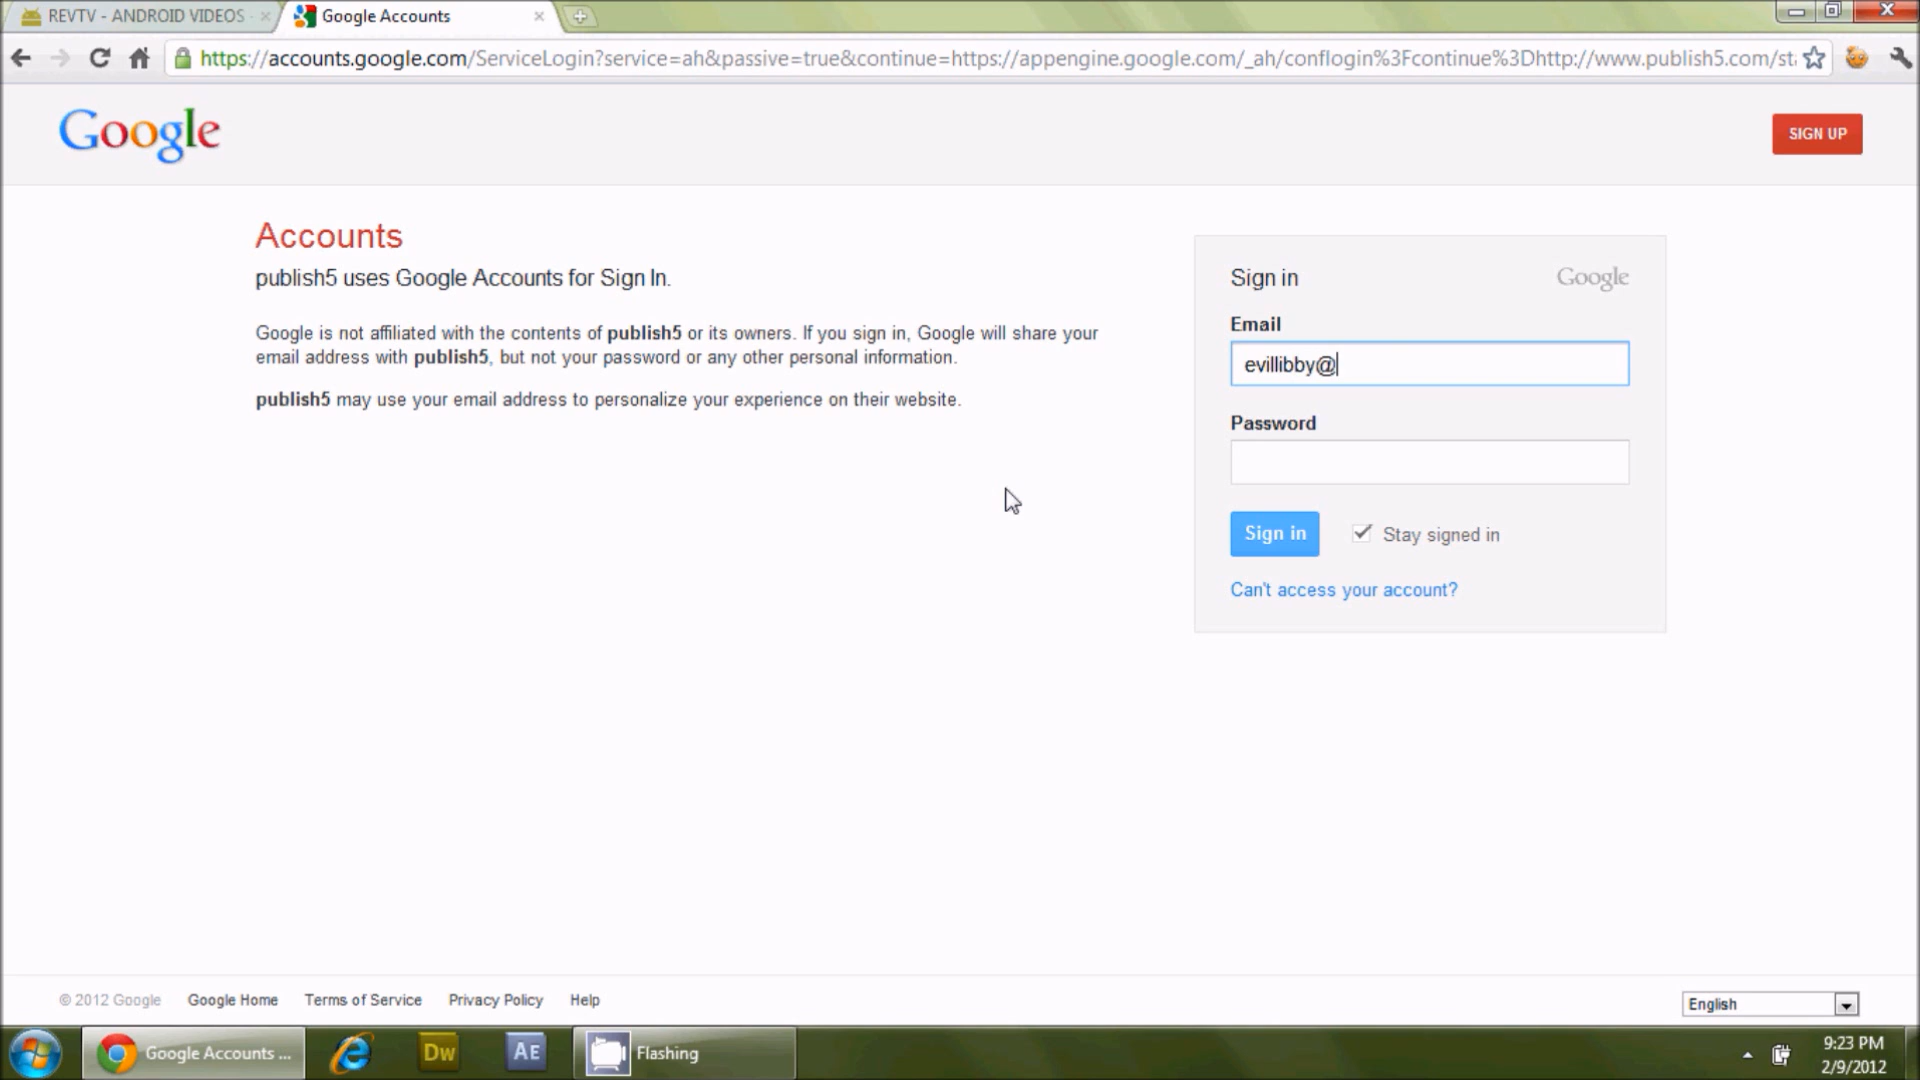 REVTV - ANDROID VIDEOS
Google Accounts
https://accounts.google.com/ServiceLogin?service=ah&passive=true&continue=https://appengine.google.com/_ah/conflogin%3Fcontinue%3Dhttp://www.publish5.com/st
Google
SIGN UP
Accounts
publish5 uses Google Accounts for Sign In.
Google is not affiliated with the contents of publish5 or its owners. If you sign in, Google will share your
email address with publish5, but not your password or any other personal information.
publish5 may use your email address to personalize your experience on their website.
Sign in
Google
Email
evillibby@
Password
Sign in
Stay signed in
Can't access your account?
© 2012 Google
Google Home
Terms of Service
Privacy Policy
Help
English
Google Accounts ...
Dw
AE
Flashing
9:23 PM
2/9/2012